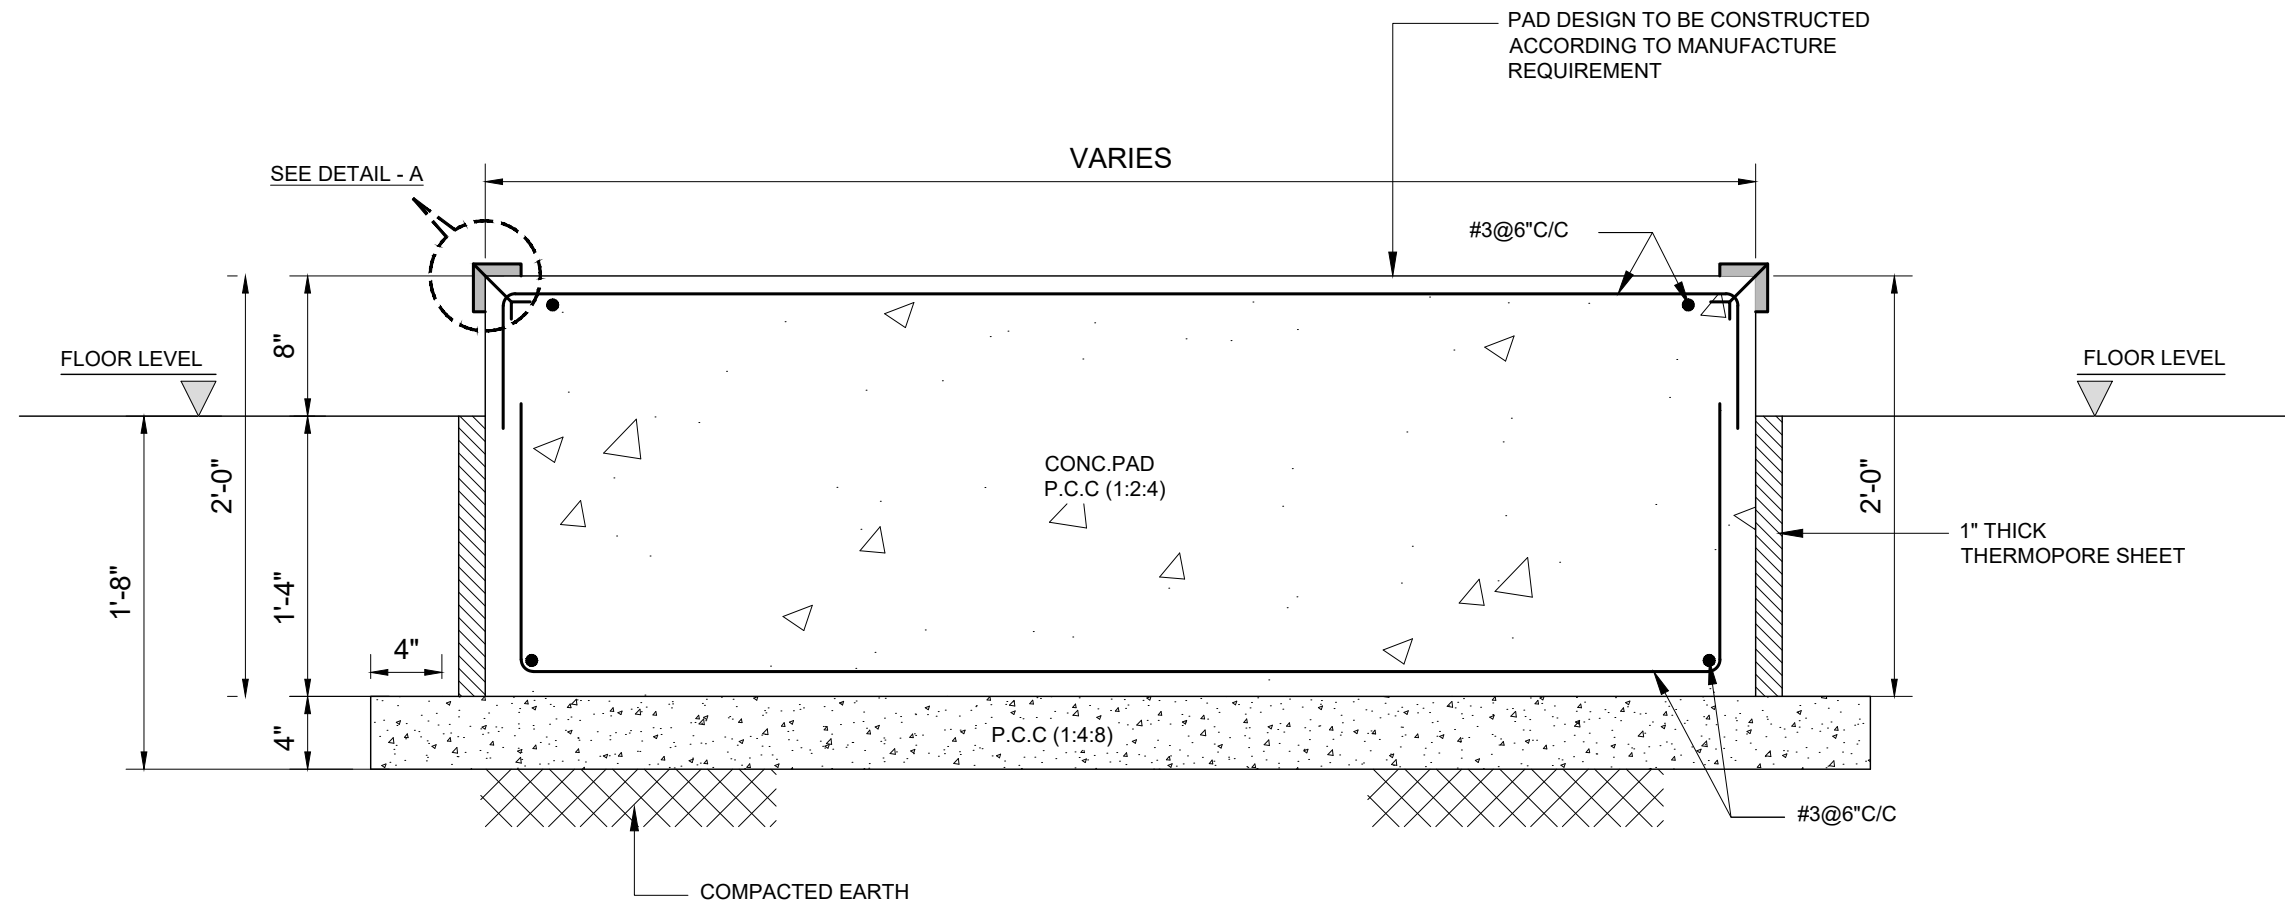 PAD DESIGN TO BE CONSTRUCTED
ACCORDING TO MANUFACTURE
REQUIREMENT
VARIES
SEE DETAIL - A
#3@6"C/C
8"
FLOOR LEVEL
FLOOR LEVEL
CONC.PAD
P.C.C (1:2:4)
2'-0"
2'-0"
1" THICK
THERMOPORE SHEET
1'-8"
1'-4"
4"
4"
P.C.C (1:4:8)
#3@6"C/C
COMPACTED EARTH